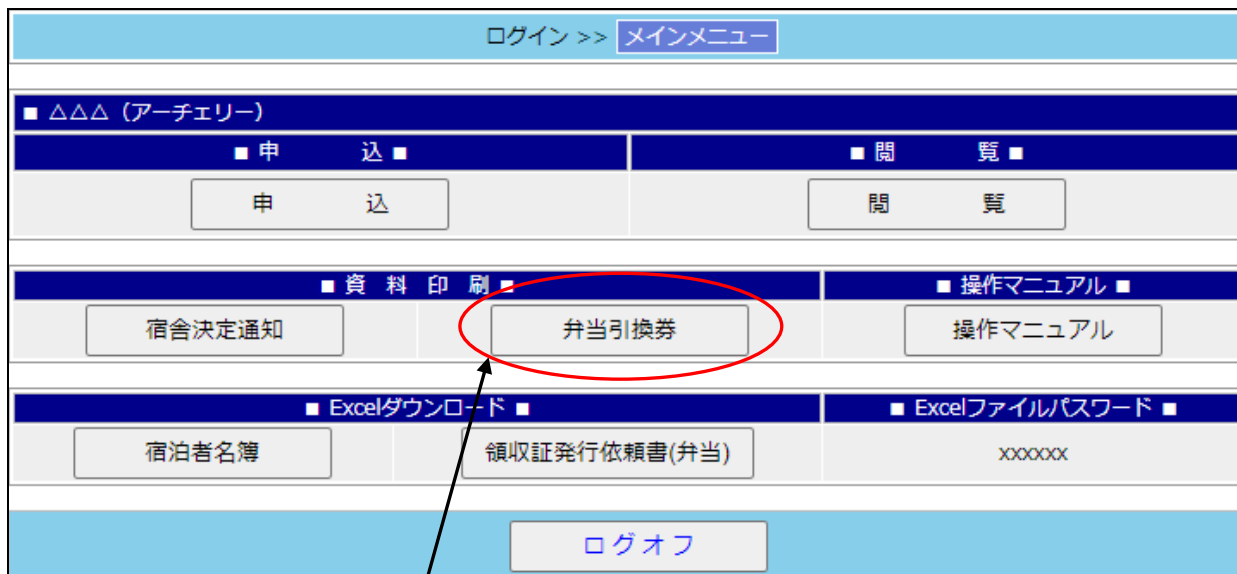 ログイン >> メインメニュー
■ △△△（アーチェリー）
■ 申 込 ■ ■ 閲 覧 ■
申 込 閲 覧
■ 資 料 印 刷 ■ ■ 操作マニュアル ■
宿舎決定通知 弁当引換券 操作マニュアル
■ Excelダウンロード ■ ■ Excelファイルパスワード ■
宿泊者名簿 領収証発行依頼書(弁当) xxxxxx
ログオフ